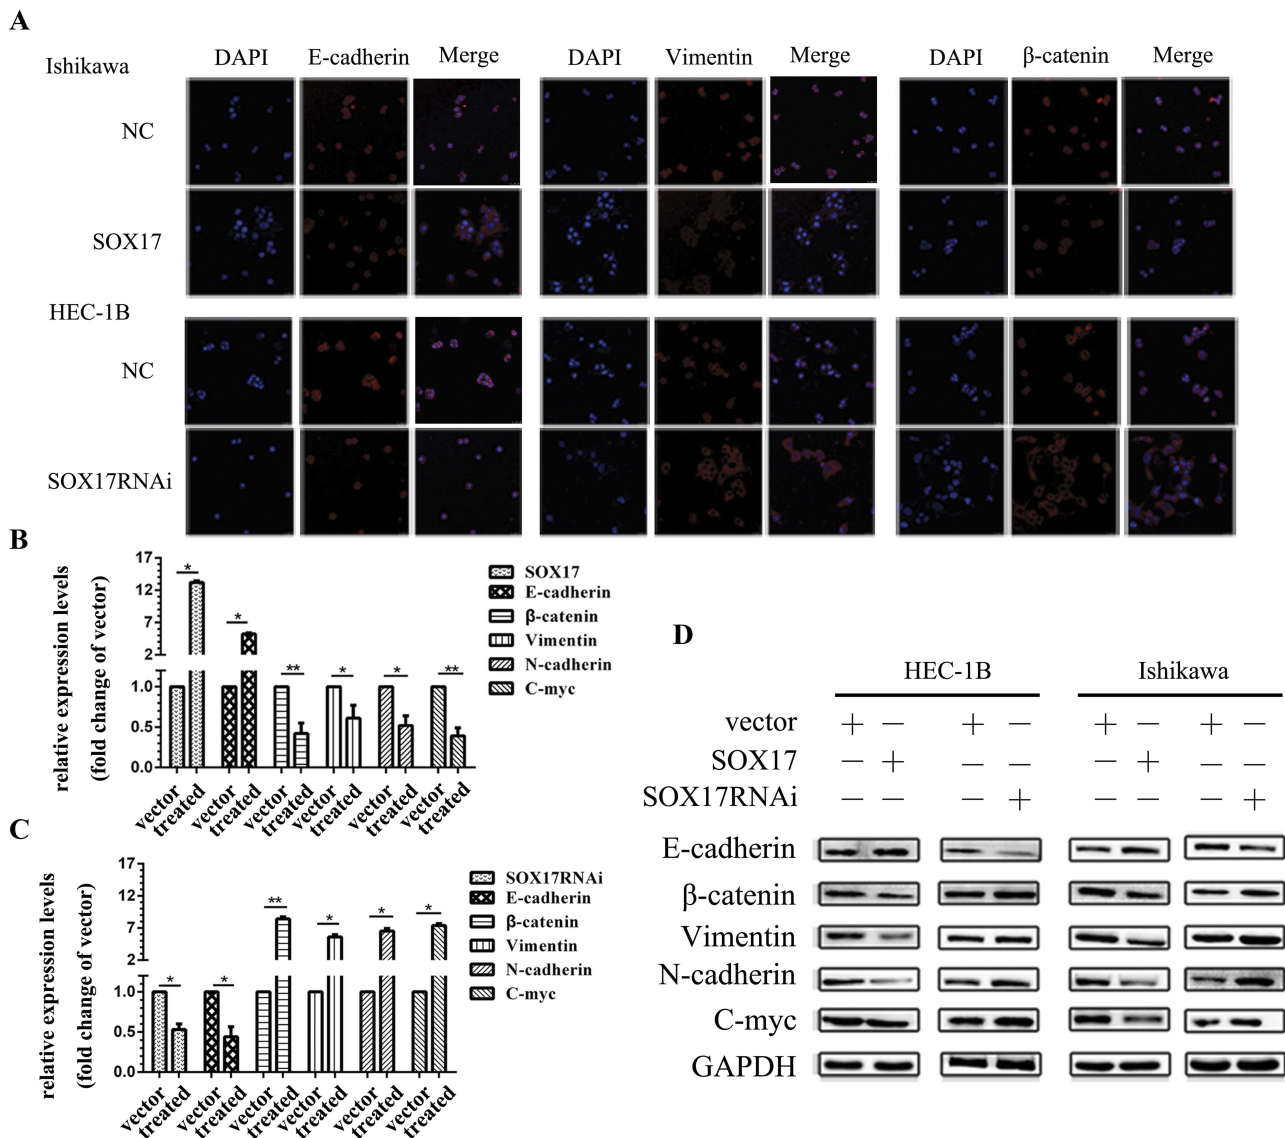 A
Ishikawa
DAPI E-cadherin Merge DAPI Vimentin Merge DAPI β-catenin Merge
NC
SOX17
HEC-1B
NC
SOX17RNAi
B
relative expression levels
(fold change of vector)
17
12
7
2
1.0
0.5
0.0
* * ** * * **
vector treated vector treated vector treated vector treated vector treated vector treated
SOX17
E-cadherin
β-catenin
Vimentin
N-cadherin
C-myc
C
relative expression levels
(fold change of vector)
17
12
7
2
1.0
0.5
0.0
* * ** * * *
vector treated vector treated vector treated vector treated vector treated vector treated
SOX17RNAi
E-cadherin
β-catenin
Vimentin
N-cadherin
C-myc
D
HEC-1B Ishikawa
vector + — + — + — + —
SOX17 — + — — — + — —
SOX17RNAi — — — + — — — +
E-cadherin
β-catenin
Vimentin
N-cadherin
C-myc
GAPDH